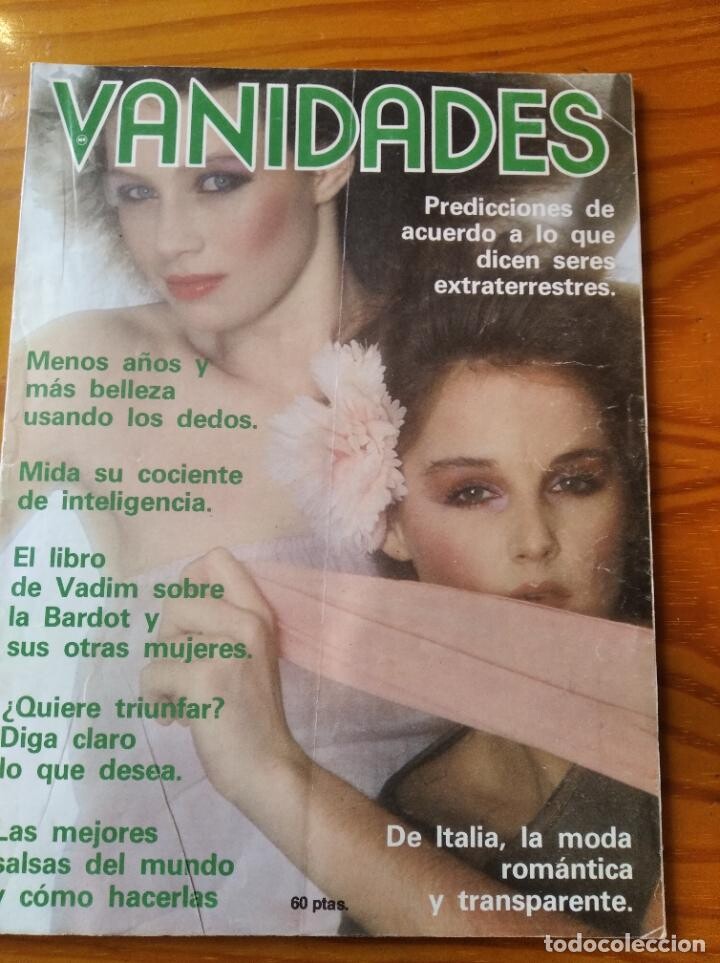 VANIDADES
Predicciones de
acuerdo a lo que
dicen seres
extraterrestres.
Menos años y
más belleza
usando los dedos.
Mida su cociente
de inteligencia.
El libro
de Vadim sobre
la Bardot y
sus otras mujeres.
¿Quiere triunfar?
Diga claro
lo que desea.
Las mejores
salsas del mundo
y cómo hacerlas
60 ptas.
De Italia, la moda
romántica
y transparente.
todocoleccion
todocoleccion.net